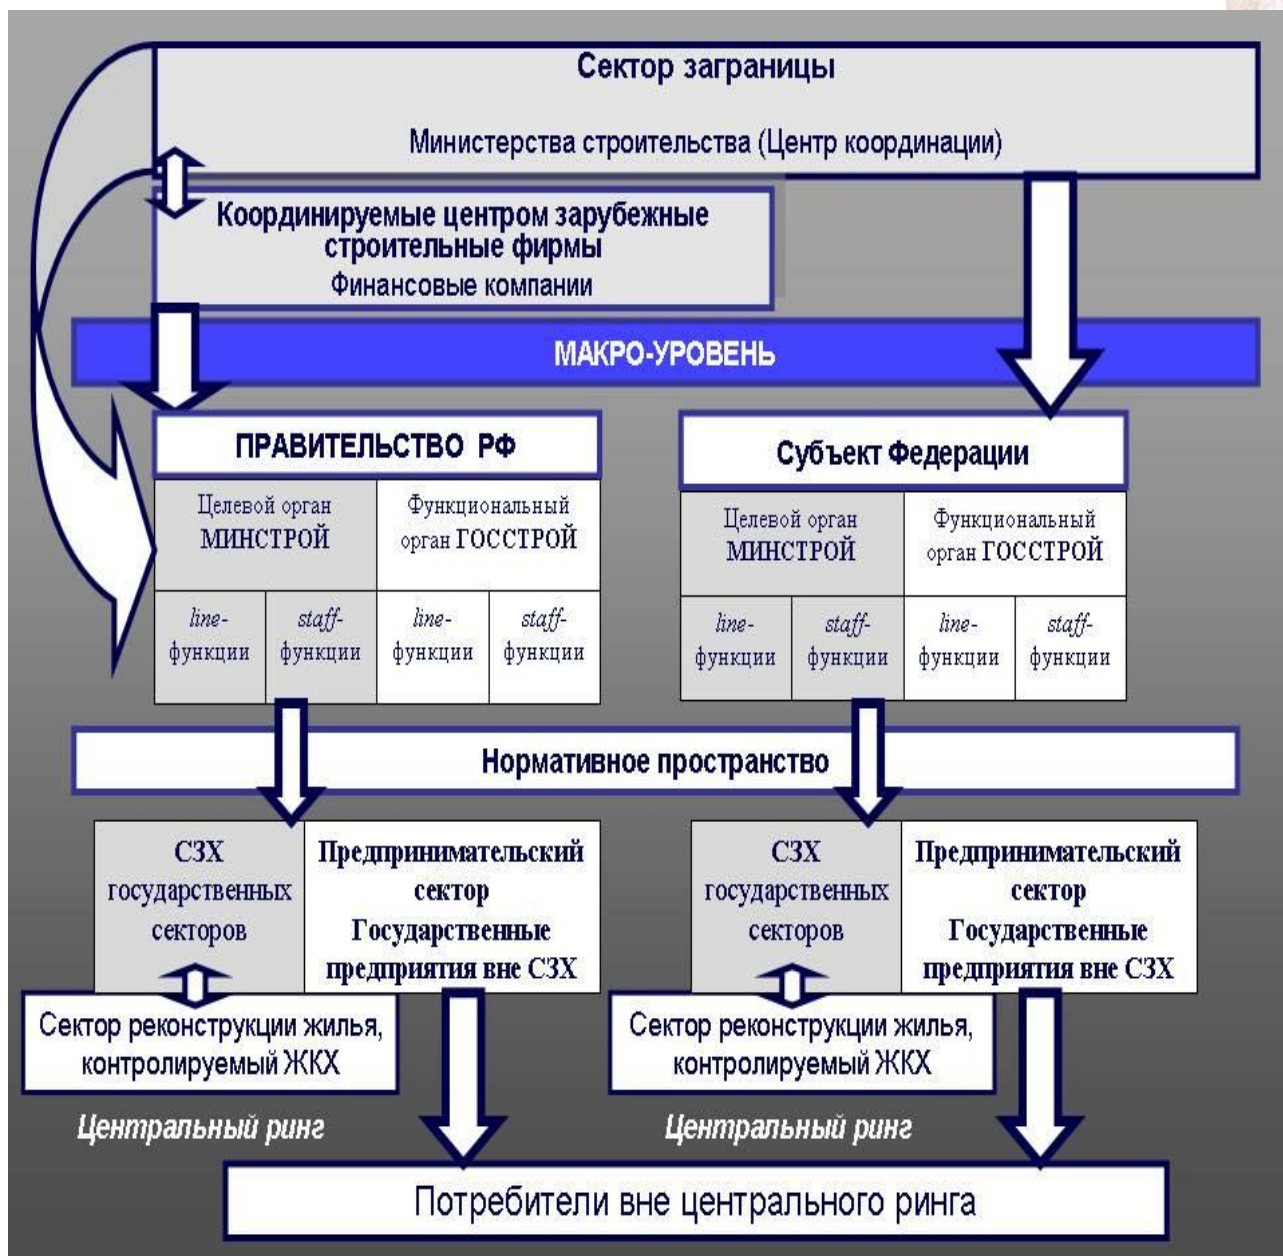 Сектор заграницы
Министерства строительства (Центр координации)
Координируемые центром зарубежные
строительные фирмы
Финансовые компании
МАКРО-УРОВЕНЬ
ПРАВИТЕЛЬСТВО РФ
Целевой орган
МИНСТРОЙ
Функциональный
орган ГОССТРОЙ
line-
функции
staff-
функции
line-
функции
staff-
функции
Субъект Федерации
Целевой орган
МИНСТРОЙ
Функциональный
орган ГОССТРОЙ
line-
функции
staff-
функции
line-
функции
staff-
функции
Нормативное пространство
СЗХ
государственных
секторов
Предпринимательский
сектор
Государственные
предприятия вне СЗХ
Сектор реконструкции жилья,
контролируемый ЖКХ
Центральный ринг
СЗХ
государственных
секторов
Предпринимательский
сектор
Государственные
предприятия вне СЗХ
Сектор реконструкции жилья,
контролируемый ЖКХ
Центральный ринг
Потребители вне центрального ринга